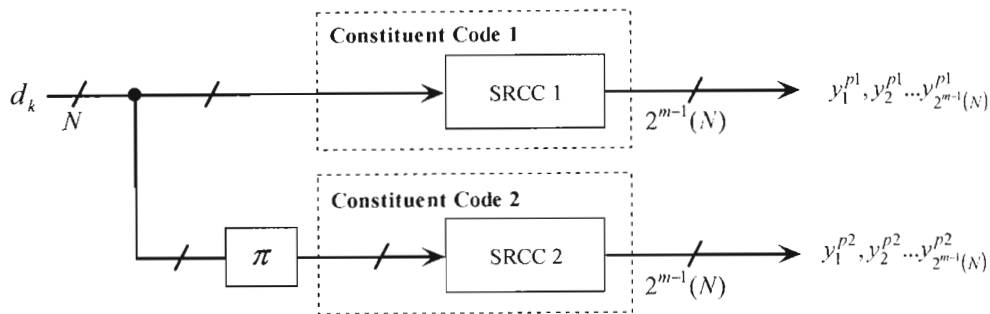 Constituent Code 1
d_k
N
SRCC 1
2^{m-1}(N)
y_1^{p1}, y_2^{p1}...y_{2^{m-1}(N)}^{p1}
Constituent Code 2
π
SRCC 2
2^{m-1}(N)
y_1^{p2}, y_2^{p2}...y_{2^{m-1}(N)}^{p2}